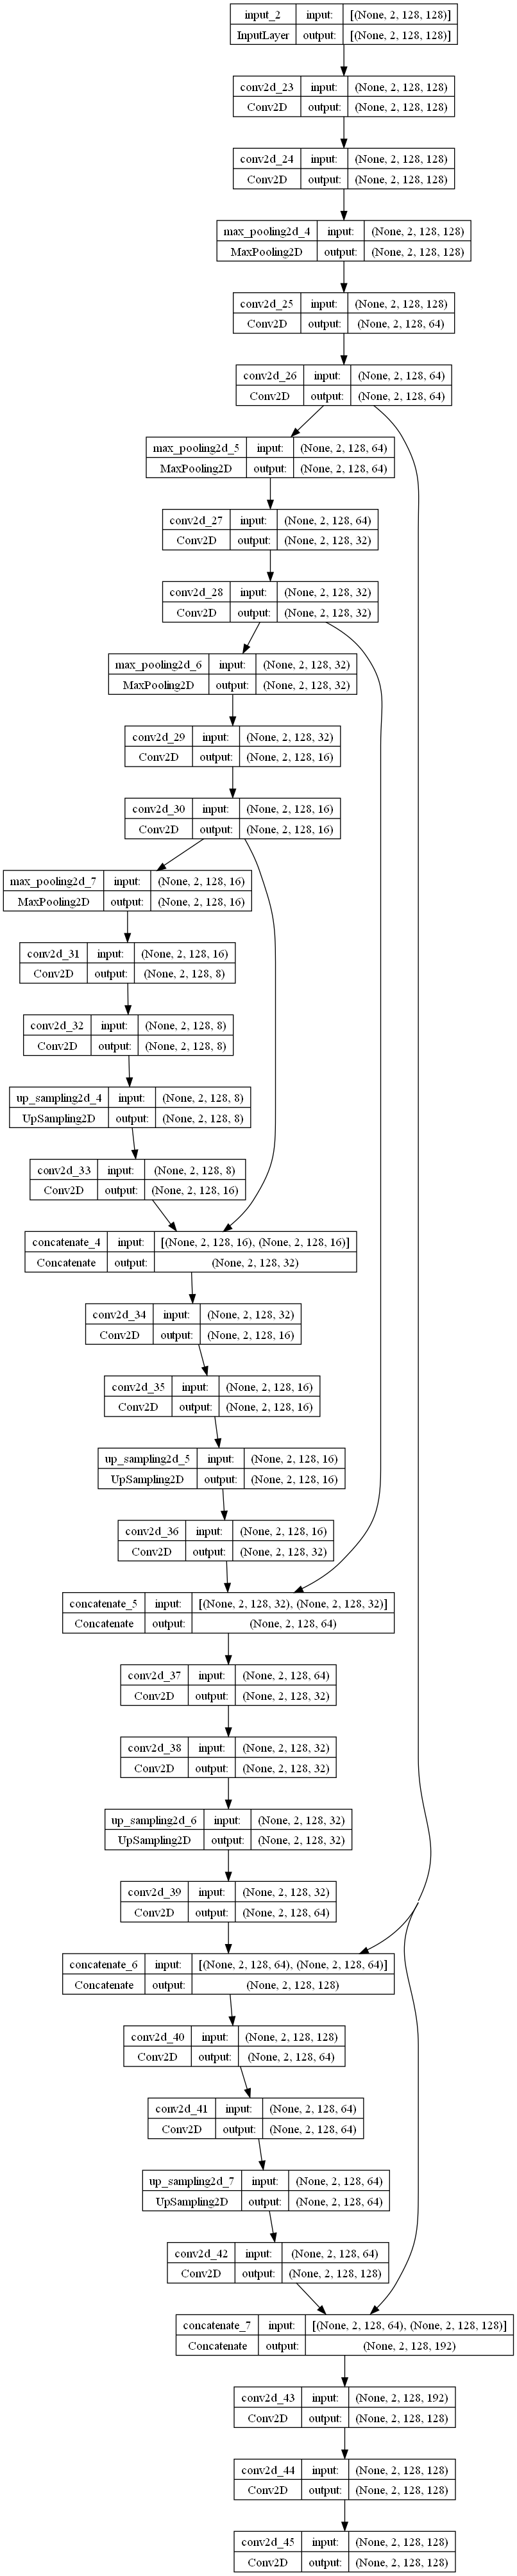 input_2 input: [(None, 2, 128, 128)]
InputLayer output: [(None, 2, 128, 128)]
conv2d_23 input: (None, 2, 128, 128)
Conv2D output: (None, 2, 128, 128)
conv2d_24 input: (None, 2, 128, 128)
Conv2D output: (None, 2, 128, 128)
max_pooling2d_4 input: (None, 2, 128, 128)
MaxPooling2D output: (None, 2, 128, 128)
conv2d_25 input: (None, 2, 128, 128)
Conv2D output: (None, 2, 128, 64)
conv2d_26 input: (None, 2, 128, 64)
Conv2D output: (None, 2, 128, 64)
max_pooling2d_5 input: (None, 2, 128, 64)
MaxPooling2D output: (None, 2, 128, 64)
conv2d_27 input: (None, 2, 128, 64)
Conv2D output: (None, 2, 128, 32)
conv2d_28 input: (None, 2, 128, 32)
Conv2D output: (None, 2, 128, 32)
max_pooling2d_6 input: (None, 2, 128, 32)
MaxPooling2D output: (None, 2, 128, 32)
conv2d_29 input: (None, 2, 128, 32)
Conv2D output: (None, 2, 128, 16)
conv2d_30 input: (None, 2, 128, 16)
Conv2D output: (None, 2, 128, 16)
max_pooling2d_7 input: (None, 2, 128, 16)
MaxPooling2D output: (None, 2, 128, 16)
conv2d_31 input: (None, 2, 128, 16)
Conv2D output: (None, 2, 128, 8)
conv2d_32 input: (None, 2, 128, 8)
Conv2D output: (None, 2, 128, 8)
up_sampling2d_4 input: (None, 2, 128, 8)
UpSampling2D output: (None, 2, 128, 8)
conv2d_33 input: (None, 2, 128, 8)
Conv2D output: (None, 2, 128, 16)
concatenate_4 input: [(None, 2, 128, 16), (None, 2, 128, 16)]
Concatenate output: (None, 2, 128, 32)
conv2d_34 input: (None, 2, 128, 32)
Conv2D output: (None, 2, 128, 16)
conv2d_35 input: (None, 2, 128, 16)
Conv2D output: (None, 2, 128, 16)
up_sampling2d_5 input: (None, 2, 128, 16)
UpSampling2D output: (None, 2, 128, 16)
conv2d_36 input: (None, 2, 128, 16)
Conv2D output: (None, 2, 128, 32)
concatenate_5 input: [(None, 2, 128, 32), (None, 2, 128, 32)]
Concatenate output: (None, 2, 128, 64)
conv2d_37 input: (None, 2, 128, 64)
Conv2D output: (None, 2, 128, 32)
conv2d_38 input: (None, 2, 128, 32)
Conv2D output: (None, 2, 128, 32)
up_sampling2d_6 input: (None, 2, 128, 32)
UpSampling2D output: (None, 2, 128, 32)
conv2d_39 input: (None, 2, 128, 32)
Conv2D output: (None, 2, 128, 64)
concatenate_6 input: [(None, 2, 128, 64), (None, 2, 128, 64)]
Concatenate output: (None, 2, 128, 128)
conv2d_40 input: (None, 2, 128, 128)
Conv2D output: (None, 2, 128, 64)
conv2d_41 input: (None, 2, 128, 64)
Conv2D output: (None, 2, 128, 64)
up_sampling2d_7 input: (None, 2, 128, 64)
UpSampling2D output: (None, 2, 128, 64)
conv2d_42 input: (None, 2, 128, 64)
Conv2D output: (None, 2, 128, 128)
concatenate_7 input: [(None, 2, 128, 64), (None, 2, 128, 128)]
Concatenate output: (None, 2, 128, 192)
conv2d_43 input: (None, 2, 128, 192)
Conv2D output: (None, 2, 128, 128)
conv2d_44 input: (None, 2, 128, 128)
Conv2D output: (None, 2, 128, 128)
conv2d_45 input: (None, 2, 128, 128)
Conv2D output: (None, 2, 128, 128)